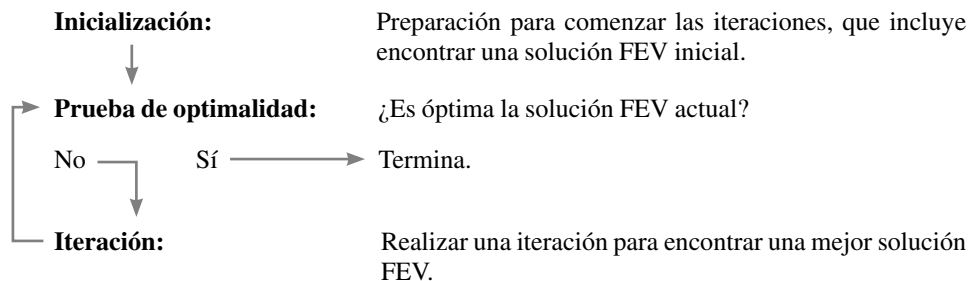 Inicialización: Preparación para comenzar las iteraciones, que incluye
encontrar una solución FEV inicial.
Prueba de optimalidad: ¿Es óptima la solución FEV actual?
No Sí Termina.
Iteración: Realizar una iteración para encontrar una mejor solución
FEV.